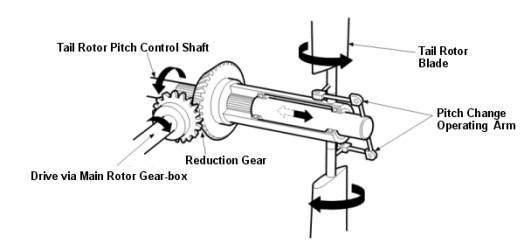 Tail Rotor Pitch Control Shaft
Tail Rotor
Blade
Pitch Change
Operating Arm
Reduction Gear
Drive via Main Rotor Gear-box